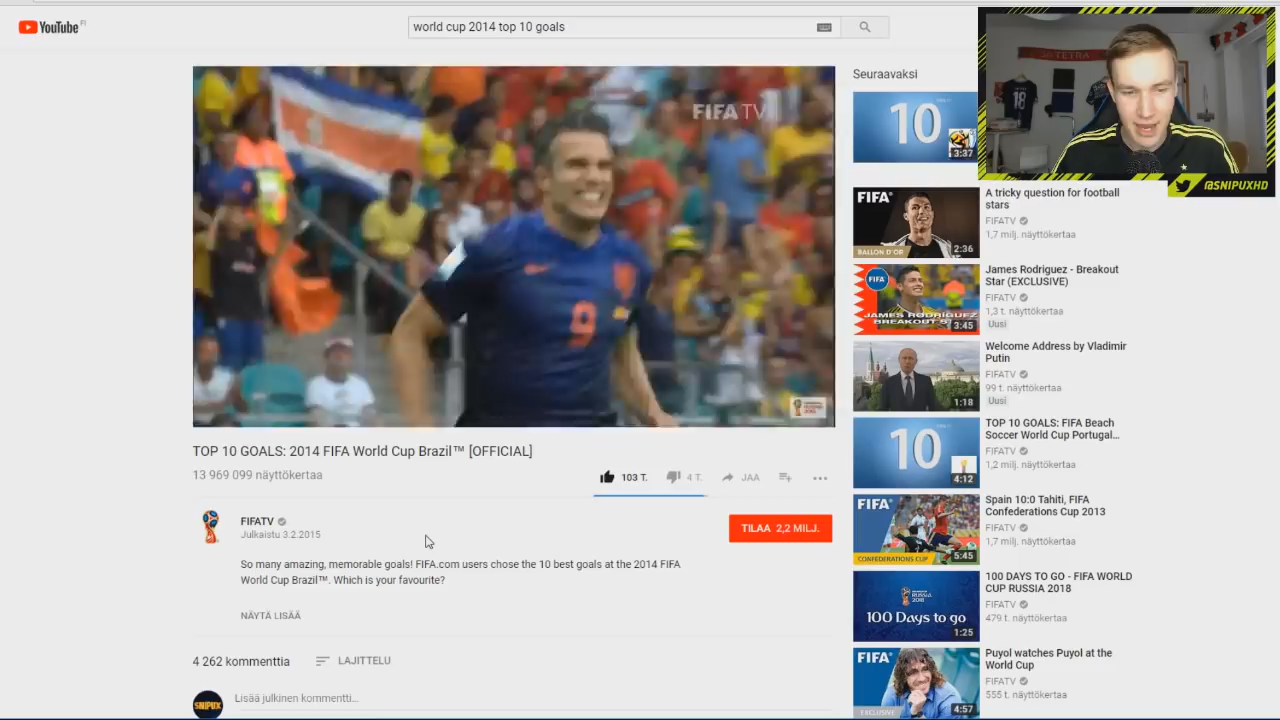 YouTube FI
world cup 2014 top 10 goals
FIFA TV
9
TOP 10 GOALS: 2014 FIFA World Cup Brazil™ [OFFICIAL]
13 969 099 näyttökertaa
103 T.
4 T.
JAA
FIFATV
Julkaistu 3.2.2015
TILAA 2,2 MILJ.
So many amazing, memorable goals! FIFA.com users chose the 10 best goals at the 2014 FIFA
World Cup Brazil™. Which is your favourite?
NÄYTÄ LISÄÄ
4 262 kommenttia
LAJITTELU
SNIPUX
Lisää julkinen kommentti...
Seuraavaksi
10
3:37
18
@SNIPUXHD
FIFA
BALLON D'OR
2:36
A tricky question for football
stars
FIFATV
1,7 milj. näyttökertaa
FIFA
JAMES RODRIGUEZ
BREAKOUT S
3:45
James Rodriguez - Breakout
Star (EXCLUSIVE)
FIFATV
1,3 t. näyttökertaa
Uusi
1:18
Welcome Address by Vladimir
Putin
FIFATV
99 t. näyttökertaa
Uusi
10
4:12
TOP 10 GOALS: FIFA Beach
Soccer World Cup Portugal...
FIFATV
1,2 milj. näyttökertaa
FIFA
CONFEDERATIONS CUP
5:45
Spain 10:0 Tahiti, FIFA
Confederations Cup 2013
FIFATV
1,7 milj. näyttökertaa
100 Days to go
1:25
100 DAYS TO GO - FIFA WORLD
CUP RUSSIA 2018
FIFATV
479 t. näyttökertaa
FIFA
EXCLUSIVE
4:57
Puyol watches Puyol at the
World Cup
FIFATV
555 t. näyttökertaa